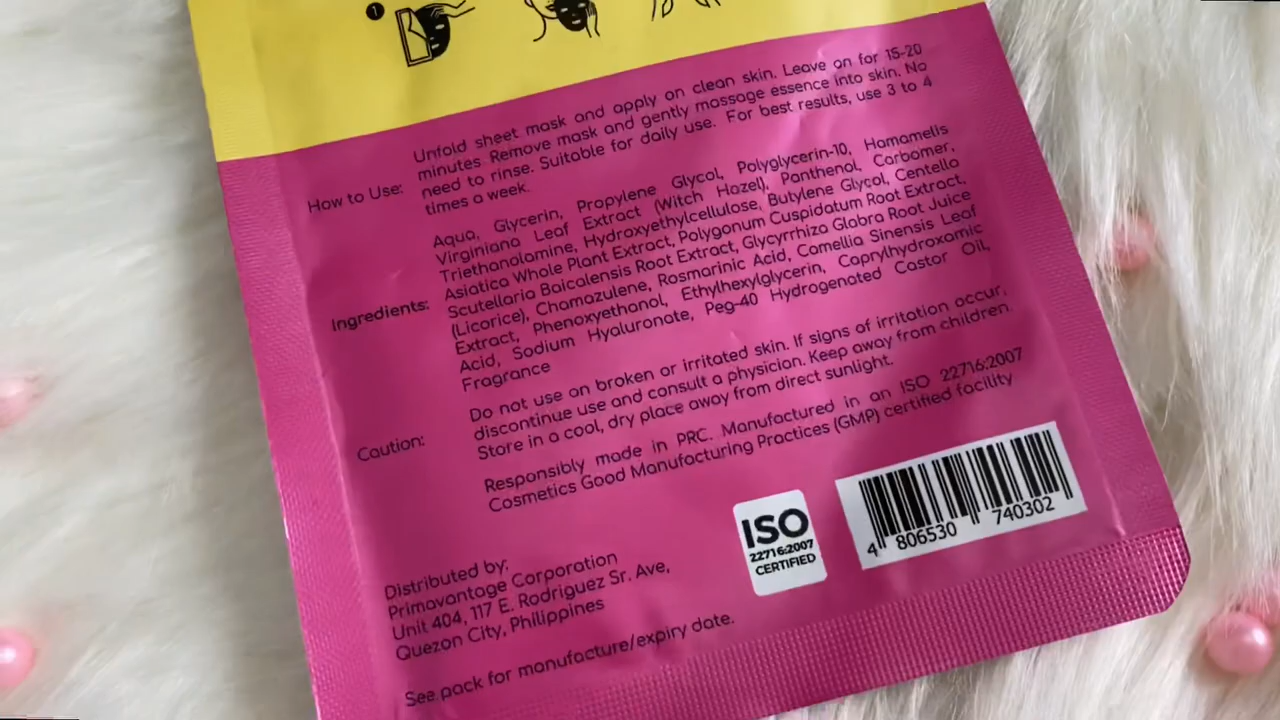 1
Unfold sheet mask and apply on clean skin. Leave on for 15-20
minutes. Remove mask and gently massage essence into skin. No
How to Use: need to rinse. Suitable for daily use. For best results, use 3 to 4
times a week.
Aqua, Glycerin, Propylene Glycol, Polyglycerin-10, Hamamelis
Virginiana Leaf Extract (Witch Hazel), Panthenol, Carbomer,
Triethanolamine, Hydroxyethylcellulose, Butylene Glycol, Centella
Asiatica Whole Plant Extract, Polygonum Cuspidatum Root Extract,
Ingredients: Scutellaria Baicalensis Root Extract, Glycyrrhiza Glabra Root Juice
(Licorice), Chamazulene, Rosmarinic Acid, Camellia Sinensis Leaf
Extract, Phenoxyethanol, Ethylhexylglycerin, Caprylhydroxamic
Acid, Sodium Hyaluronate, Peg-40 Hydrogenated Castor Oil,
Fragrance
Do not use on broken or irritated skin. If signs of irritation occur,
Caution: discontinue use and consult a physician. Keep away from children.
Store in a cool, dry place away from direct sunlight.
Responsibly made in PRC. Manufactured in an ISO 22716:2007
Cosmetics Good Manufacturing Practices (GMP) certified facility
ISO
22716:2007
CERTIFIED
4 806530 740302
Distributed by:
Primavantage Corporation
Unit 404, 117 E. Rodriguez Sr. Ave,
Quezon City, Philippines
See pack for manufacture/expiry date.